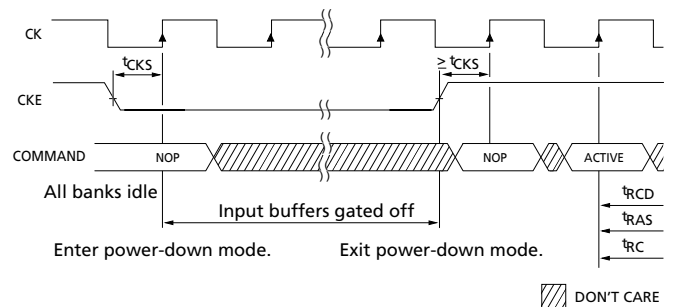 CK
tCKS
≥ tCKS
CKE
COMMAND NOP NOP ACTIVE
All banks idle
tRCD
Input buffers gated off
tRAS
Enter power-down mode. Exit power-down mode.
tRC
DON'T CARE